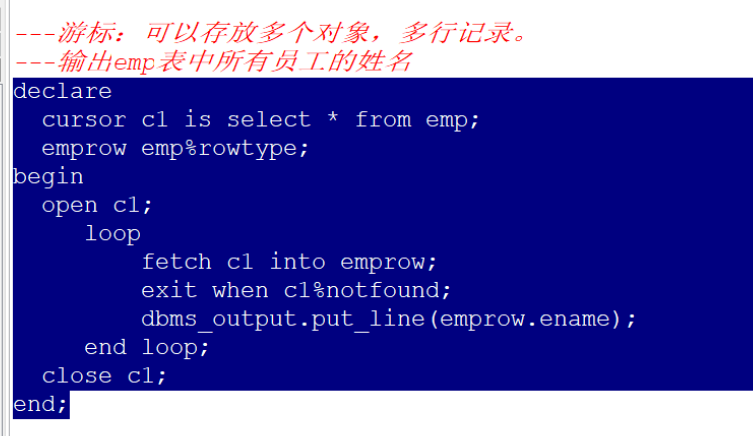 ---游标：可以存放多个对象，多行记录。
---输出emp表中所有员工的姓名
declare
  cursor c1 is select * from emp;
  emprow emp%rowtype;
begin
  open c1;
     loop
         fetch c1 into emprow;
         exit when c1%notfound;
         dbms_output.put_line(emprow.ename);
     end loop;
  close c1;
end;